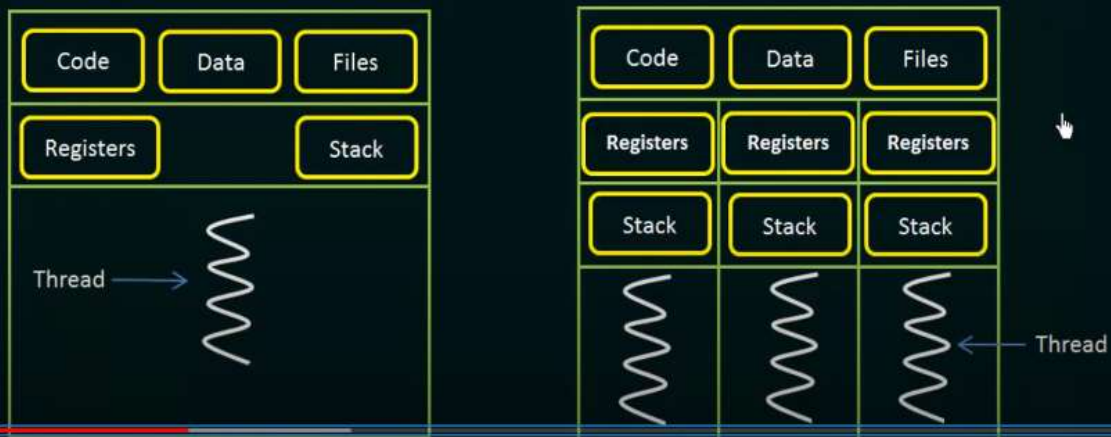 Code Data Files
Registers Stack
Thread
Code Data Files
Registers Registers Registers
Stack Stack Stack
Thread